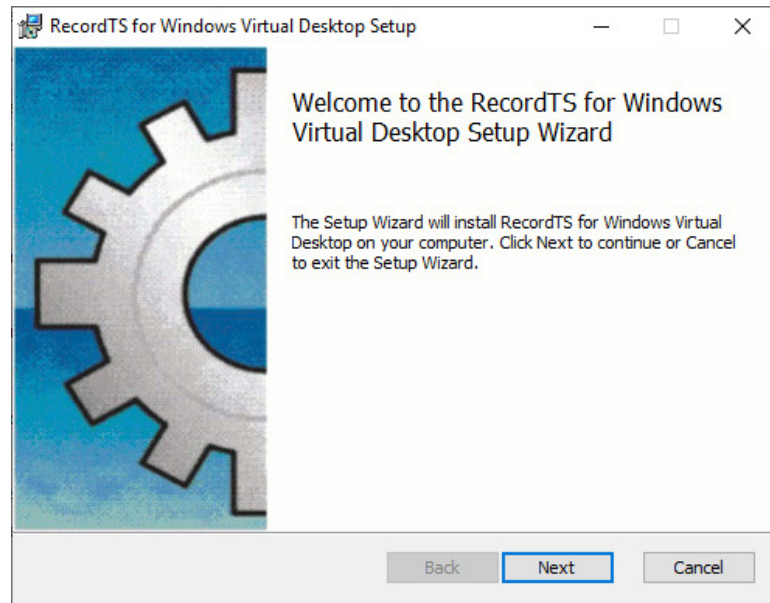 RecordTS for Windows Virtual Desktop Setup
Welcome to the RecordTS for Windows
Virtual Desktop Setup Wizard
The Setup Wizard will install RecordTS for Windows Virtual
Desktop on your computer. Click Next to continue or Cancel
to exit the Setup Wizard.
Back Next Cancel